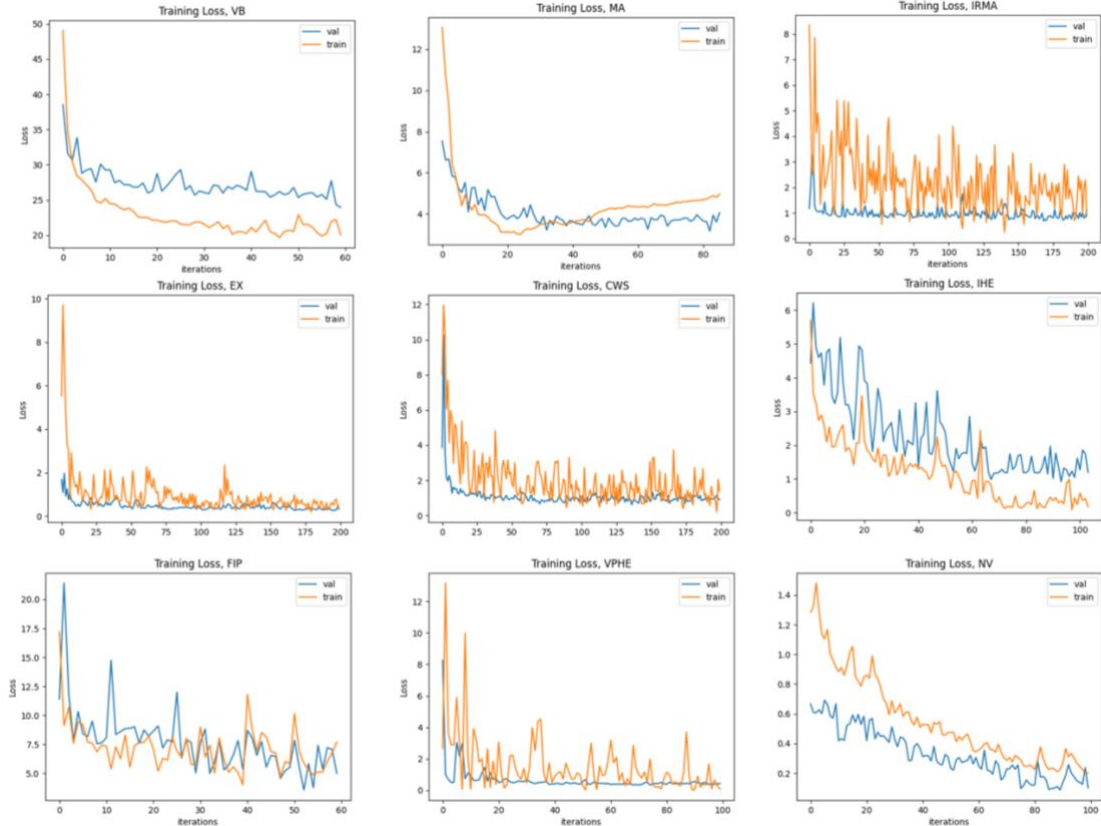 Training Loss, VB
val
train
50
45
40
35
30
25
20
Loss
0 10 20 30 40 50 60
iterations
Training Loss, MA
val
train
12
10
8
6
4
Loss
0 20 40 60 80
iterations
Training Loss, IRMA
val
train
8
7
6
5
4
3
2
1
0
Loss
0 25 50 75 100 125 150 175 200
iterations
Training Loss, EX
val
train
10
8
6
4
2
0
Loss
0 25 50 75 100 125 150 175 200
iterations
Training Loss, CWS
val
train
12
10
8
6
4
2
0
Loss
0 25 50 75 100 125 150 175 200
iterations
Training Loss, IHE
val
train
6
5
4
3
2
1
0
Loss
0 20 40 60 80 100
iterations
Training Loss, FIP
val
train
20.0
17.5
15.0
12.5
10.0
7.5
5.0
Loss
0 10 20 30 40 50 60
iterations
Training Loss, VPHE
val
train
12
10
8
6
4
2
0
Loss
0 20 40 60 80 100
iterations
Training Loss, NV
val
train
1.4
1.2
1.0
0.8
0.6
0.4
0.2
Loss
0 20 40 60 80 100
iterations